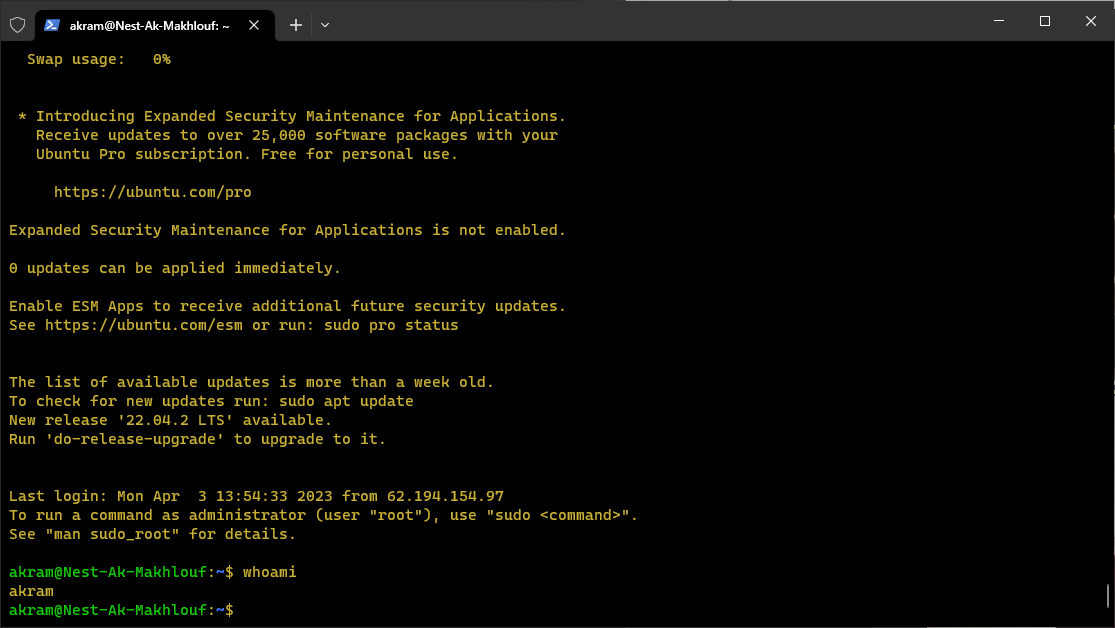 akram@Nest-Ak-Makhlouf: ~
Swap usage:   0%
* Introducing Expanded Security Maintenance for Applications.
Receive updates to over 25,000 software packages with your
Ubuntu Pro subscription. Free for personal use.
https://ubuntu.com/pro
Expanded Security Maintenance for Applications is not enabled.
0 updates can be applied immediately.
Enable ESM Apps to receive additional future security updates.
See https://ubuntu.com/esm or run: sudo pro status
The list of available updates is more than a week old.
To check for new updates run: sudo apt update
New release '22.04.2 LTS' available.
Run 'do-release-upgrade' to upgrade to it.
Last login: Mon Apr  3 13:54:33 2023 from 62.194.154.97
To run a command as administrator (user "root"), use "sudo <command>".
See "man sudo_root" for details.
akram@Nest-Ak-Makhlouf:~$ whoami
akram
akram@Nest-Ak-Makhlouf:~$